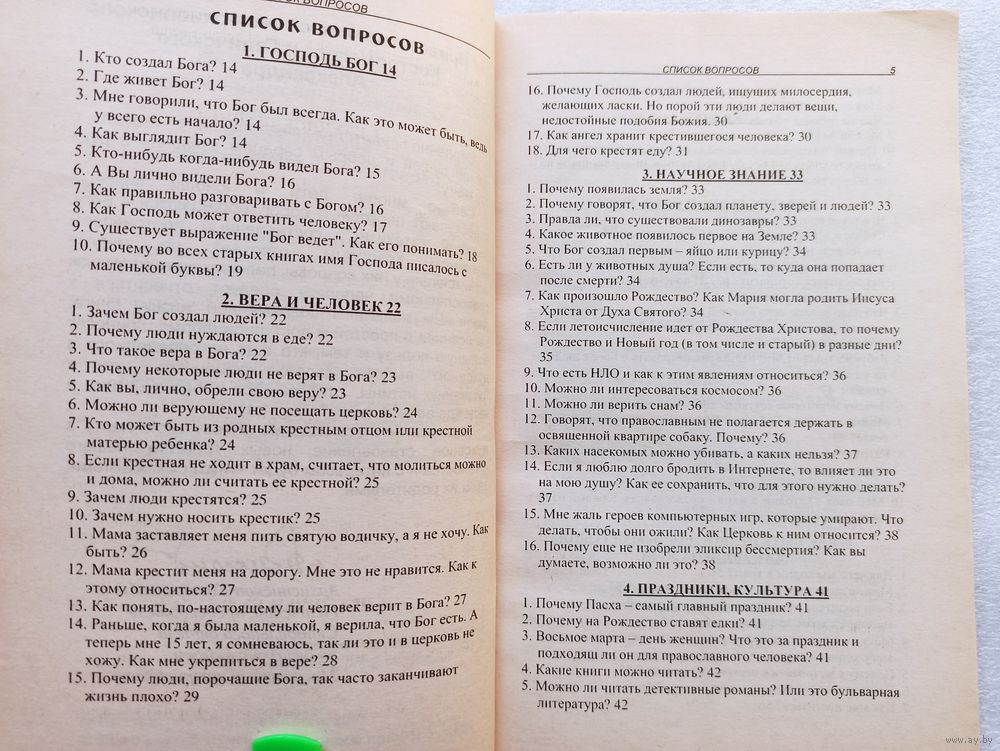 ОК ВОПРОСОВ
СПИСОК ВОПРОСОВ
1. ГОСПОДЬ БОГ 14
1. Кто создал Бога? 14
2. Где живет Бог? 14
3. Мне говорили, что Бог был всегда. Как это может быть, ведь
у всего есть начало? 14
4. Как выглядит Бог? 14
5. Кто-нибудь когда-нибудь видел Бога? 15
6. А Вы лично видели Бога? 16
7. Как правильно разговаривать с Богом? 16
8. Как Господь может ответить человеку? 17
9. Существует выражение "Бог ведет". Как его понимать? 18
10. Почему во всех старых книгах имя Господа писалось с
маленькой буквы? 19
2. ВЕРА И ЧЕЛОВЕК 22
1. Зачем Бог создал людей? 22
2. Почему люди нуждаются в еде? 22
3. Что такое вера в Бога? 22
4. Почему некоторые люди не верят в Бога? 23
5. Как вы, лично, обрели свою веру? 23
6. Можно ли верующему не посещать церковь? 24
7. Кто может быть из родных крестным отцом или крестной
матерью ребенка? 24
8. Если крестная не ходит в храм, считает, что молиться можно
и дома, можно ли считать ее крестной? 25
9. Зачем люди крестятся? 25
10. Зачем нужно носить крестик? 25
11. Мама заставляет меня пить святую водичку, а я не хочу. Как
быть? 26
12. Мама крестит меня на дорогу. Мне это не нравится. Как к
этому относиться? 27
13. Как понять, по-настоящему ли человек верит в Бога? 27
14. Раньше, когда я была маленькой, я верила, что Бог есть. А
теперь мне 15 лет, я сомневаюсь, так ли это и в церковь не
хожу. Как мне укрепиться в вере? 28
15. Почему люди, порочащие Бога, так часто заканчивают
жизнь плохо? 29
СПИСОК ВОПРОСОВ 5
16. Почему Господь создал людей, ищущих милосердия,
желающих ласки. Но порой эти люди делают вещи,
недостойные подобия Божия. 30
17. Как ангел хранит крестившегося человека? 30
18. Для чего крестят еду? 31
3. НАУЧНОЕ ЗНАНИЕ 33
1. Почему появилась земля? 33
2. Почему говорят, что Бог создал планету, зверей и людей? 33
3. Правда ли, что существовали динозавры? 33
4. Какое животное появилось первое на Земле? 33
5. Что Бог создал первым – яйцо или курицу? 34
6. Есть ли у животных душа? Если есть, то куда она попадает
после смерти? 34
7. Как произошло Рождество? Как Мария могла родить Иисуса
Христа от Духа Святого? 34
8. Если летоисчисление идет от Рождества Христова, то почему
Рождество и Новый год (в том числе и старый) в разные дни?
35
9. Что есть НЛО и как к этим явлениям относиться? 36
10. Можно ли интересоваться космосом? 36
11. Можно ли верить снам? 36
12. Говорят, что православным не полагается держать в
освященной квартире собаку. Почему? 36
13. Каких насекомых можно убивать, а каких нельзя? 37
14. Если я люблю долго бродить в Интернете, то влияет ли это
на мою душу? Как ее сохранить, что для этого нужно делать?
37
15. Мне жаль героев компьютерных игр, которые умирают. Что
делать, чтобы они ожили? Как Церковь к ним относится? 38
16. Почему еще не изобрели эликсир бессмертия? Как вы
думаете, возможно ли это? 38
4. ПРАЗДНИКИ, КУЛЬТУРА 41
1. Почему Пасха – самый главный праздник? 41
2. Почему на Рождество ставят елки? 41
3. Восьмое марта – день женщин? Что это за праздник и
подходящ ли он для православного человека? 41
4. Какие книги можно читать? 42
5. Можно ли читать детективные романы? Или это бульварная
литература? 42
www.ay.by